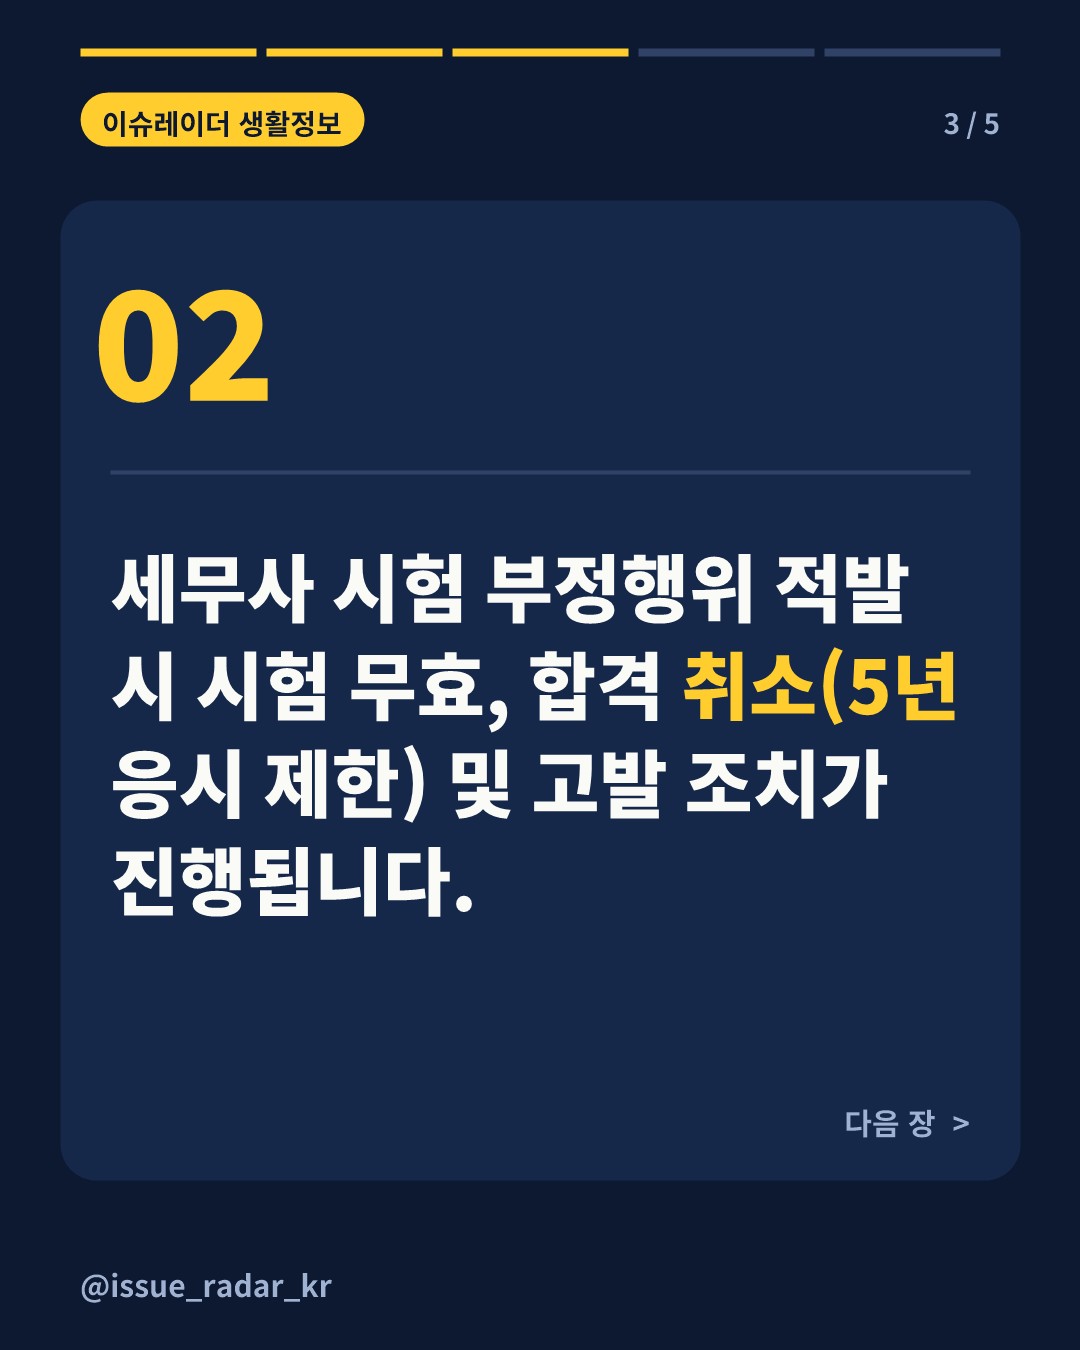 이슈레이더 생활정보
3 / 5
02
세무사 시험 부정행위 적발
시 시험 무효, 합격 취소(5년
응시 제한) 및 고발 조치가
진행됩니다.
다음 장 >
@issue_radar_kr